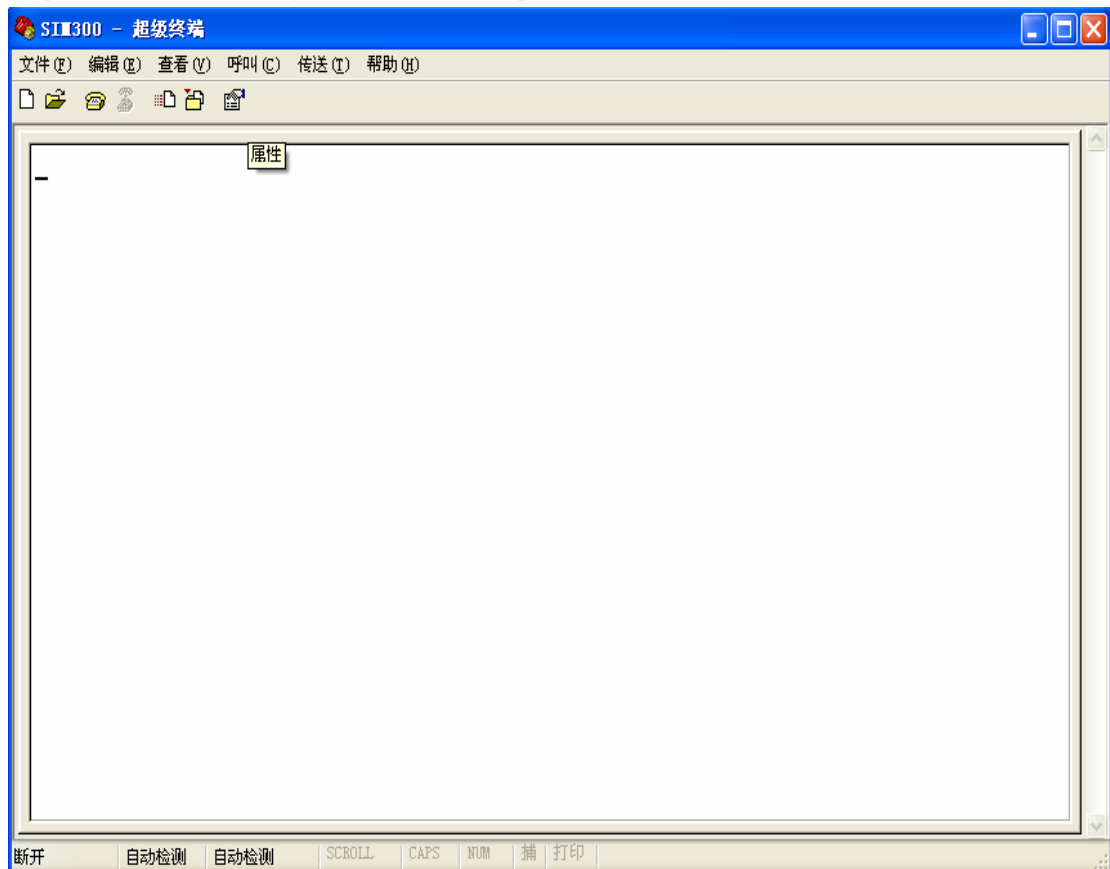 SIM300 - 超级终端
文件(F) 编辑(E) 查看(V) 呼叫(C) 传送(T) 帮助(H)
属性
断开 自动检测 自动检测 SCROLL CAPS NUM 捕 打印